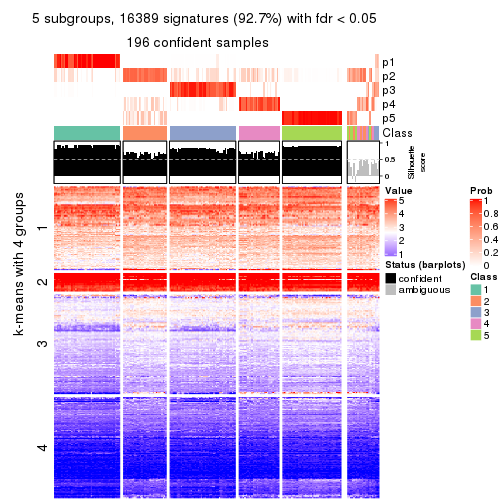 5 subgroups, 16389 signatures (92.7%) with fdr < 0.05
196 confident samples
p1
p2
p3
p4
p5
Class
1
0.5
0
Silhouette
score
k-means with 4 groups
1
2
3
4
Value
5
4
3
2
1
Status (barplots)
confident
ambiguous
Prob
1
0.8
0.6
0.4
0.2
0
Class
1
2
3
4
5